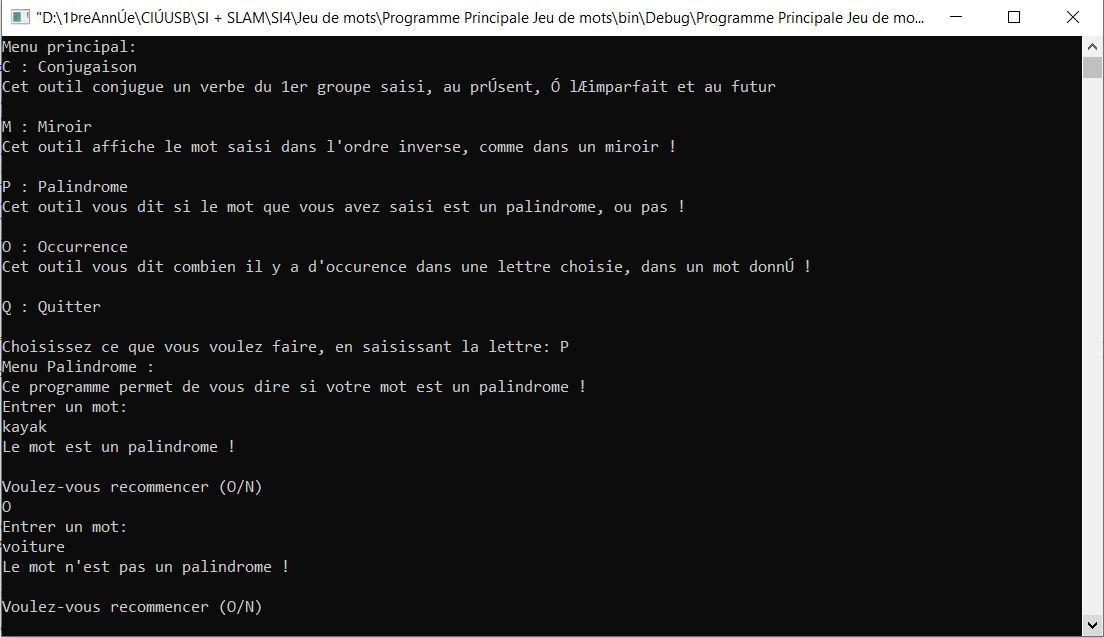 "D:\1ÞreAnnÚe\ClÚUSB\SI + SLAM\SI4\Jeu de mots\Programme Principale Jeu de mots\bin\Debug\Programme Principale Jeu de mo...
Menu principal:
C : Conjugaison
Cet outil conjugue un verbe du 1er groupe saisi, au prÚsent, Ó lÆimparfait et au futur
M : Miroir
Cet outil affiche le mot saisi dans l'ordre inverse, comme dans un miroir !
P : Palindrome
Cet outil vous dit si le mot que vous avez saisi est un palindrome, ou pas !
O : Occurrence
Cet outil vous dit combien il y a d'occurence dans une lettre choisie, dans un mot donnÚ !
Q : Quitter
Choisissez ce que vous voulez faire, en saisissant la lettre: P
Menu Palindrome :
Ce programme permet de vous dire si votre mot est un palindrome !
Entrer un mot:
kayak
Le mot est un palindrome !
Voulez-vous recommencer (O/N)
O
Entrer un mot:
voiture
Le mot n'est pas un palindrome !
Voulez-vous recommencer (O/N)